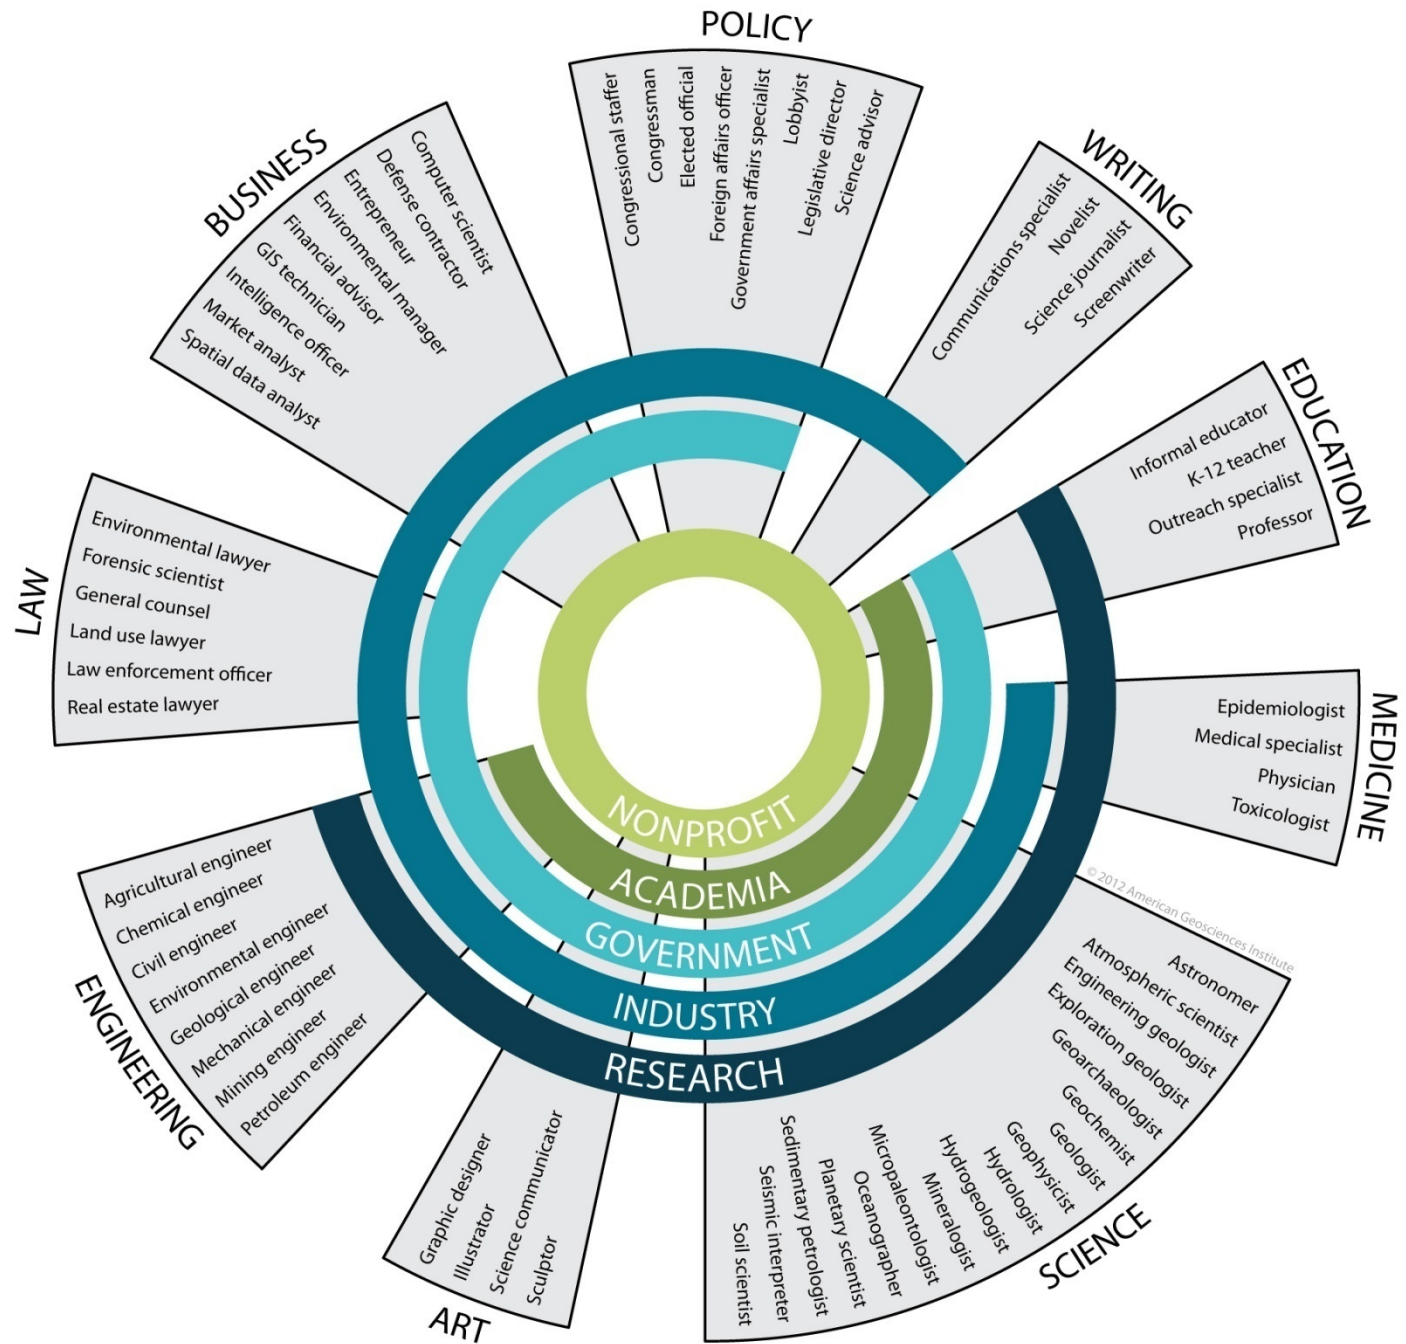 POLICY
Congressional staffer
Congressman
Elected official
Foreign affairs officer
Government affairs specialist
Lobbyist
Legislative director
Science advisor
WRITING
Communications specialist
Novelist
Science journalist
Screenwriter
EDUCATION
Informal educator
K-12 teacher
Outreach specialist
Professor
MEDICINE
Epidemiologist
Medical specialist
Physician
Toxicologist
© 2012 American Geosciences Institute
SCIENCE
Astronomer
Atmospheric scientist
Engineering geologist
Exploration geologist
Geoarchaeologist
Geochemist
Geologist
Geophysicist
Hydrologist
Hydrogeologist
Mineralogist
Micropaleontologist
Oceanographer
Planetary scientist
Sedimentary petrologist
Seismic interpreter
Soil scientist
ART
Graphic designer
Illustrator
Science communicator
Sculptor
ENGINEERING
Agricultural engineer
Chemical engineer
Civil engineer
Environmental engineer
Geological engineer
Mechanical engineer
Mining engineer
Petroleum engineer
LAW
Environmental lawyer
Forensic scientist
General counsel
Land use lawyer
Law enforcement officer
Real estate lawyer
BUSINESS
Computer scientist
Defense contractor
Entrepreneur
Environmental manager
Financial advisor
GIS technician
Intelligence officer
Market analyst
Spatial data analyst
NONPROFIT
ACADEMIA
GOVERNMENT
INDUSTRY
RESEARCH